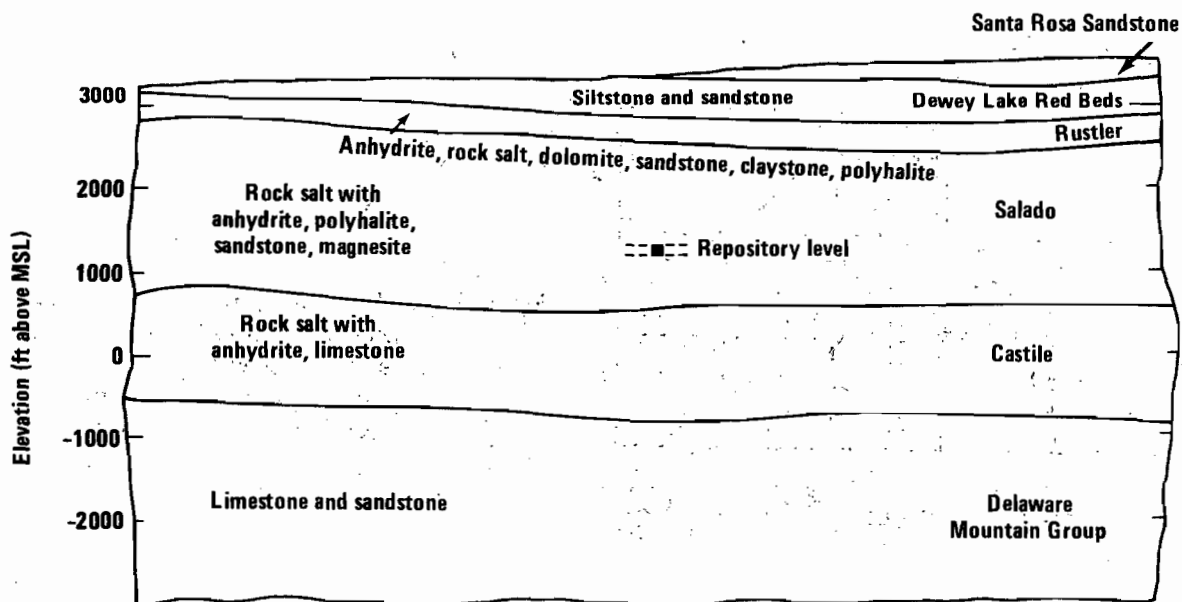 Santa Rosa Sandstone
3000
Siltstone and sandstone
Dewey Lake Red Beds
Rustler
Anhydrite, rock salt, dolomite, sandstone, claystone, polyhalite
2000
Rock salt with
anhydrite, polyhalite,
sandstone, magnesite
Salado
Repository level
1000
Elevation (ft above MSL)
Rock salt with
anhydrite, limestone
0
Castile
-1000
Limestone and sandstone
-2000
Delaware
Mountain Group